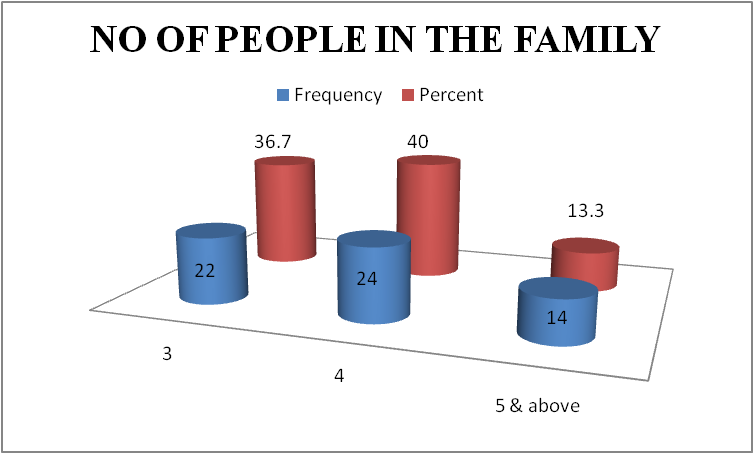 NO OF PEOPLE IN THE FAMILY
Frequency Percent
36.7 40
13.3
22 24
14
3
4
5 & above